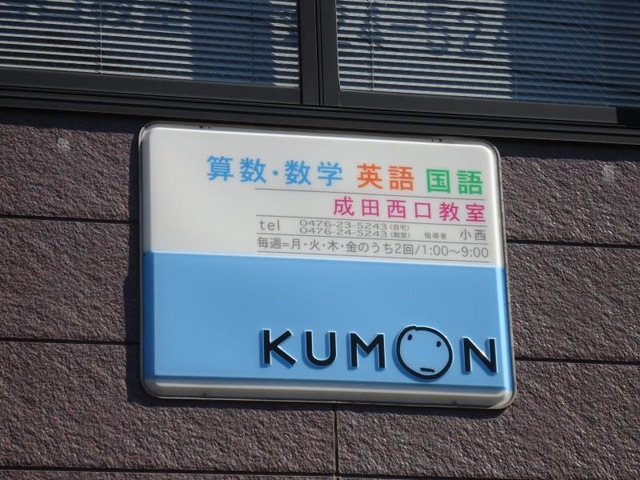 算数・数学 英語 国語
成田西口教室
tel 0476-23-5243(自宅)
0476-24-5243(教室) 指導者 小西
毎週=月・火・木・金のうち2回/1:00〜9:00
KUMON